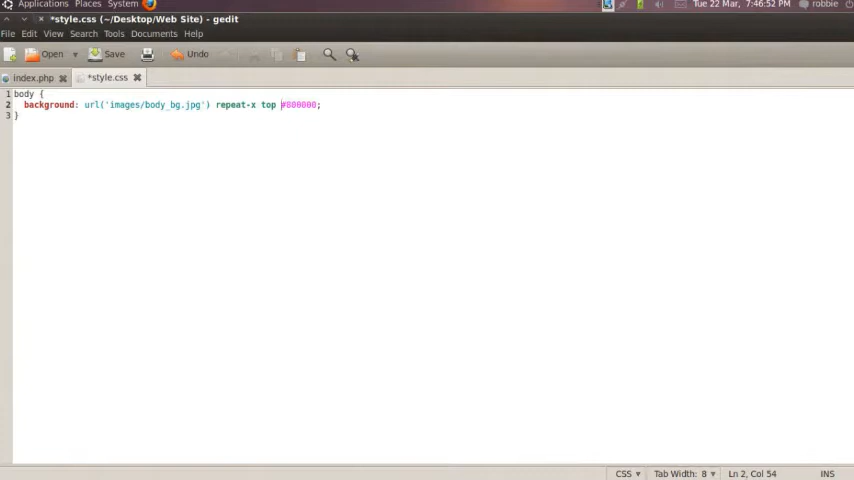 Applications Places System Tue 22 Mar, 7:46:52 PM robbie
*style.css (~/Desktop/Web Site) - gedit
File Edit View Search Tools Documents Help
Open Save Undo
index.php *style.css
1 body {
2 background: url('images/body_bg.jpg') repeat-x top #800000;
3 }
CSS Tab Width: 8 Ln 2, Col 54 INS